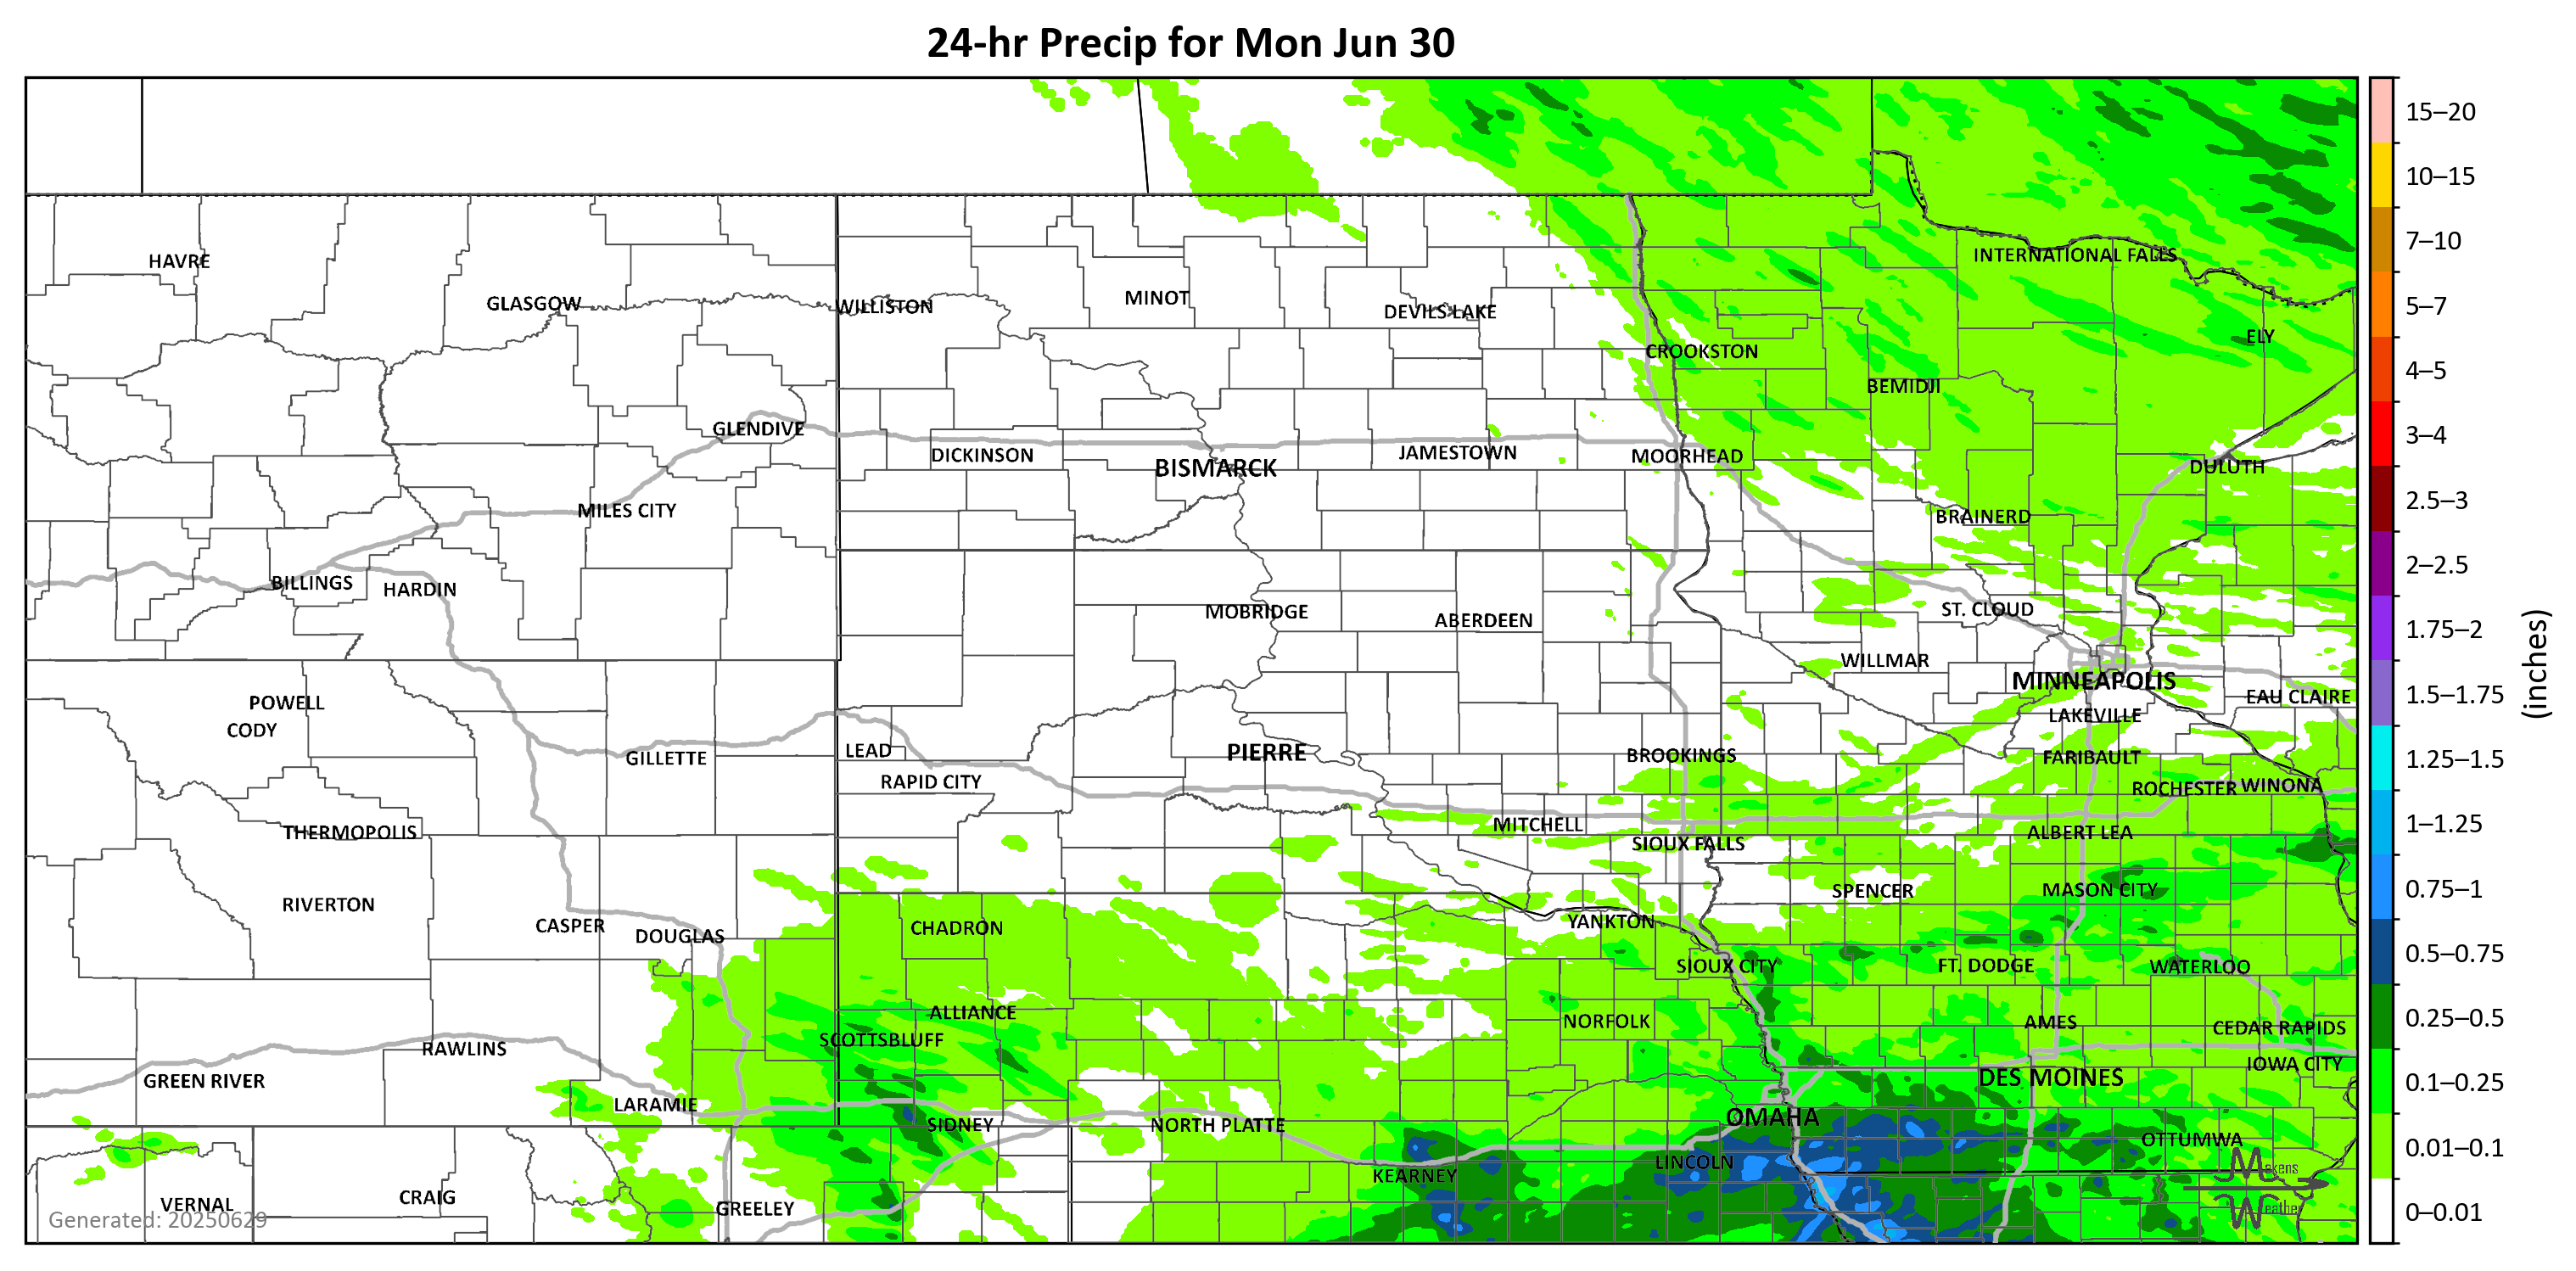 24-hr Precip for Mon Jun 30
15–20
10–15
INTERNATIONAL FALLS
7–10
HAVRE
MINOT
GLASGOW
WILLISTON
DEVILS LAKE
5–7
ELY
CROOKSTON
4–5
BEMIDJI
GLENDIVE
3–4
DICKINSON
JAMESTOWN
MOORHEAD
BISMARCK
DULUTH
2.5–3
MILES CITY
BRAINERD
2–2.5
BILLINGS
HARDIN
MOBRIDGE
ST. CLOUD
ABERDEEN
1.75–2
WILLMAR
(inches)
MINNEAPOLIS
1.5–1.75
EAU CLAIRE
POWELL
LAKEVILLE
CODY
LEAD
PIERRE
BROOKINGS
GILLETTE
FARIBAULT
1.25–1.5
RAPID CITY
ROCHESTER
WINONA
MITCHELL
1–1.25
THERMOPOLIS
ALBERT LEA
SIOUX FALLS
SPENCER
MASON CITY
0.75–1
RIVERTON
YANKTON
CASPER
CHADRON
DOUGLAS
0.5–0.75
SIOUX CITY
FT. DODGE
WATERLOO
ALLIANCE
0.25–0.5
NORFOLK
AMES
CEDAR RAPIDS
SCOTTSBLUFF
RAWLINS
IOWA CITY
GREEN RIVER
DES MOINES
0.1–0.25
LARAMIE
OMAHA
SIDNEY
NORTH PLATTE
OTTUMWA
0.01–0.1
LINCOLN
Makens
KEARNEY
CRAIG
VERNAL
GREELEY
Weather
0–0.01
Generated: 20250629